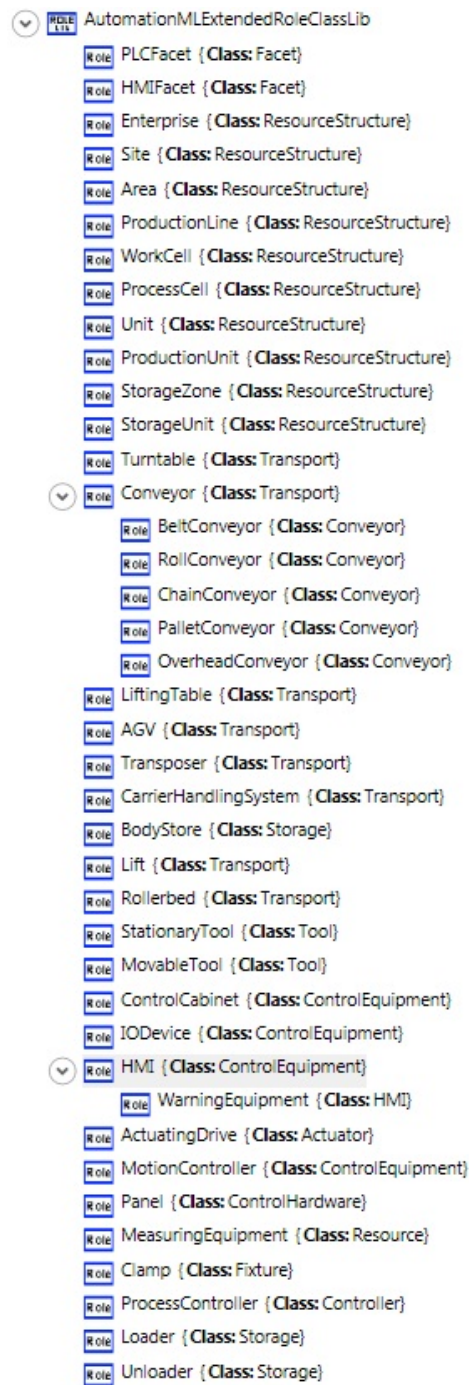 ROLE LIB AutomationMLExtendedRoleClassLib
Role PLCFacet {Class: Facet}
Role HMIFacet {Class: Facet}
Role Enterprise {Class: ResourceStructure}
Role Site {Class: ResourceStructure}
Role Area {Class: ResourceStructure}
Role ProductionLine {Class: ResourceStructure}
Role WorkCell {Class: ResourceStructure}
Role ProcessCell {Class: ResourceStructure}
Role Unit {Class: ResourceStructure}
Role ProductionUnit {Class: ResourceStructure}
Role StorageZone {Class: ResourceStructure}
Role StorageUnit {Class: ResourceStructure}
Role Turntable {Class: Transport}
Role Conveyor {Class: Transport}
Role BeltConveyor {Class: Conveyor}
Role RollConveyor {Class: Conveyor}
Role ChainConveyor {Class: Conveyor}
Role PalletConveyor {Class: Conveyor}
Role OverheadConveyor {Class: Conveyor}
Role LiftingTable {Class: Transport}
Role AGV {Class: Transport}
Role Transposer {Class: Transport}
Role CarrierHandlingSystem {Class: Transport}
Role BodyStore {Class: Storage}
Role Lift {Class: Transport}
Role Rollerbed {Class: Transport}
Role StationaryTool {Class: Tool}
Role MovableTool {Class: Tool}
Role ControlCabinet {Class: ControlEquipment}
Role IODevice {Class: ControlEquipment}
Role HMI {Class: ControlEquipment}
Role WarningEquipment {Class: HMI}
Role ActuatingDrive {Class: Actuator}
Role MotionController {Class: ControlEquipment}
Role Panel {Class: ControlHardware}
Role MeasuringEquipment {Class: Resource}
Role Clamp {Class: Fixture}
Role ProcessController {Class: Controller}
Role Loader {Class: Storage}
Role Unloader {Class: Storage}